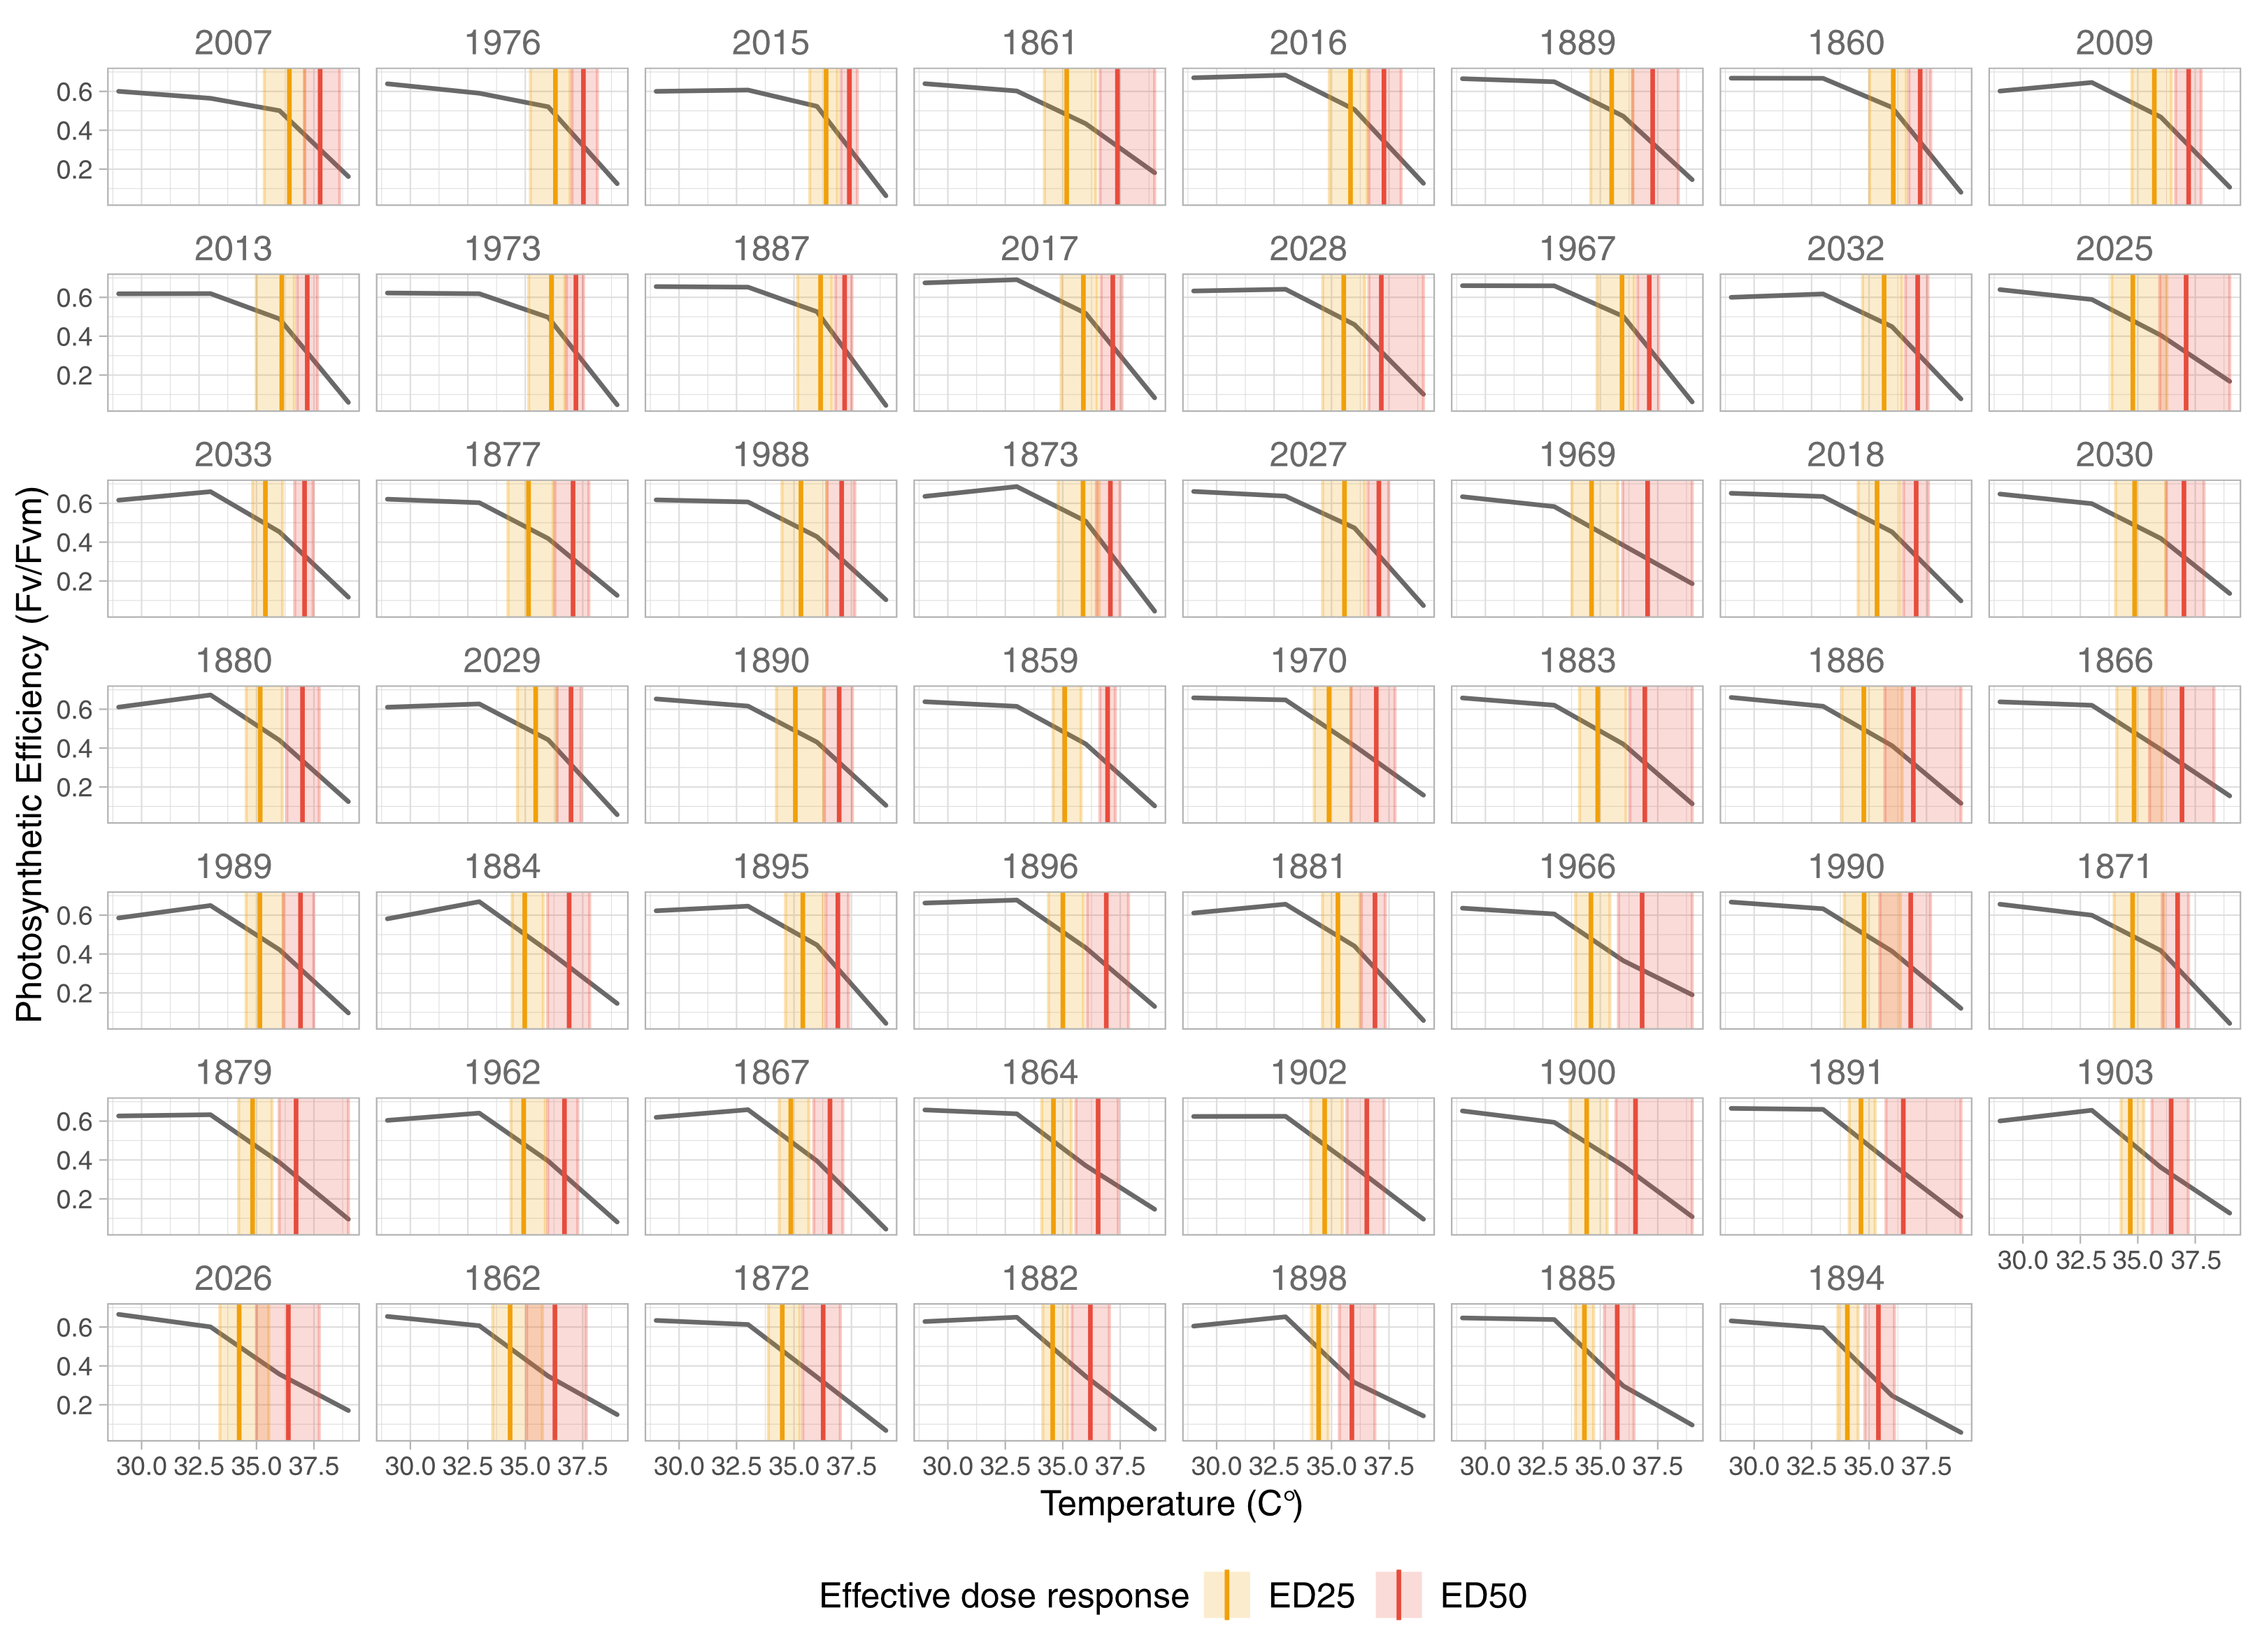 2007 1976 2015 1861 2016 1889 1860 2009
0.6
0.4
0.2
2013 1973 1887 2017 2028 1967 2032 2025
0.6
0.4
0.2
2033 1877 1988 1873 2027 1969 2018 2030
0.6
0.4
0.2
1880 2029 1890 1859 1970 1883 1886 1866
0.6
0.4
0.2
1989 1884 1895 1896 1881 1966 1990 1871
0.6
0.4
0.2
1879 1962 1867 1864 1902 1900 1891 1903
0.6
0.4
0.2
30.0 32.5 35.0 37.5
2026 1862 1872 1882 1898 1885 1894
0.6
0.4
0.2
30.0 32.5 35.0 37.5 30.0 32.5 35.0 37.5 30.0 32.5 35.0 37.5 30.0 32.5 35.0 37.5 30.0 32.5 35.0 37.5 30.0 32.5 35.0 37.5 30.0 32.5 35.0 37.5
Photosynthetic Efficiency (Fv/Fvm)
Temperature (C°)
Effective dose response ED25 ED50